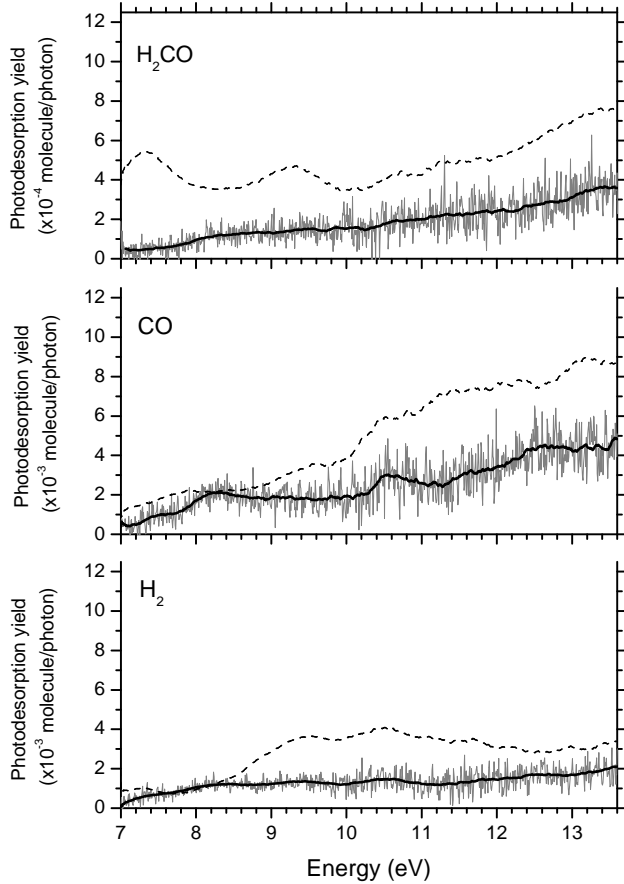 12
10
8
6
4
2
0
H2CO
Photodesorption yield
(x10-4 molecule/photon)
12
10
8
6
4
2
0
CO
Photodesorption yield
(x10-3 molecule/photon)
12
10
8
6
4
2
0
H2
Photodesorption yield
(x10-3 molecule/photon)
7 8 9 10 11 12 13
Energy (eV)